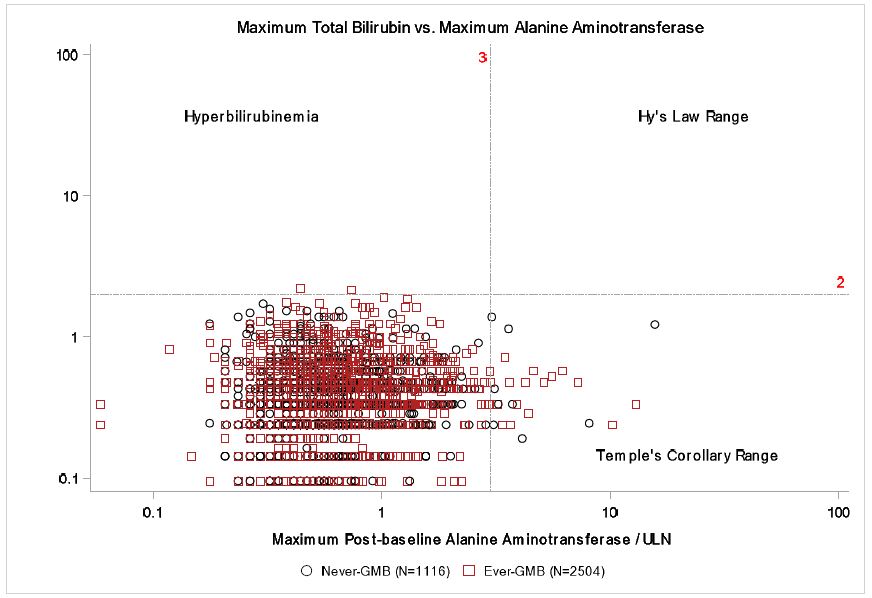 Maximum Total Bilirubin vs. Maximum Alanine Aminotransferase
100
3
Hyperbilirubinemia
Hy's Law Range
10
2
1
Temple's Corollary Range
0.1
0.1
1
10
100
Maximum Post-baseline Alanine Aminotransferase / ULN
Never-GMB (N=1116)
Ever-GMB (N=2504)